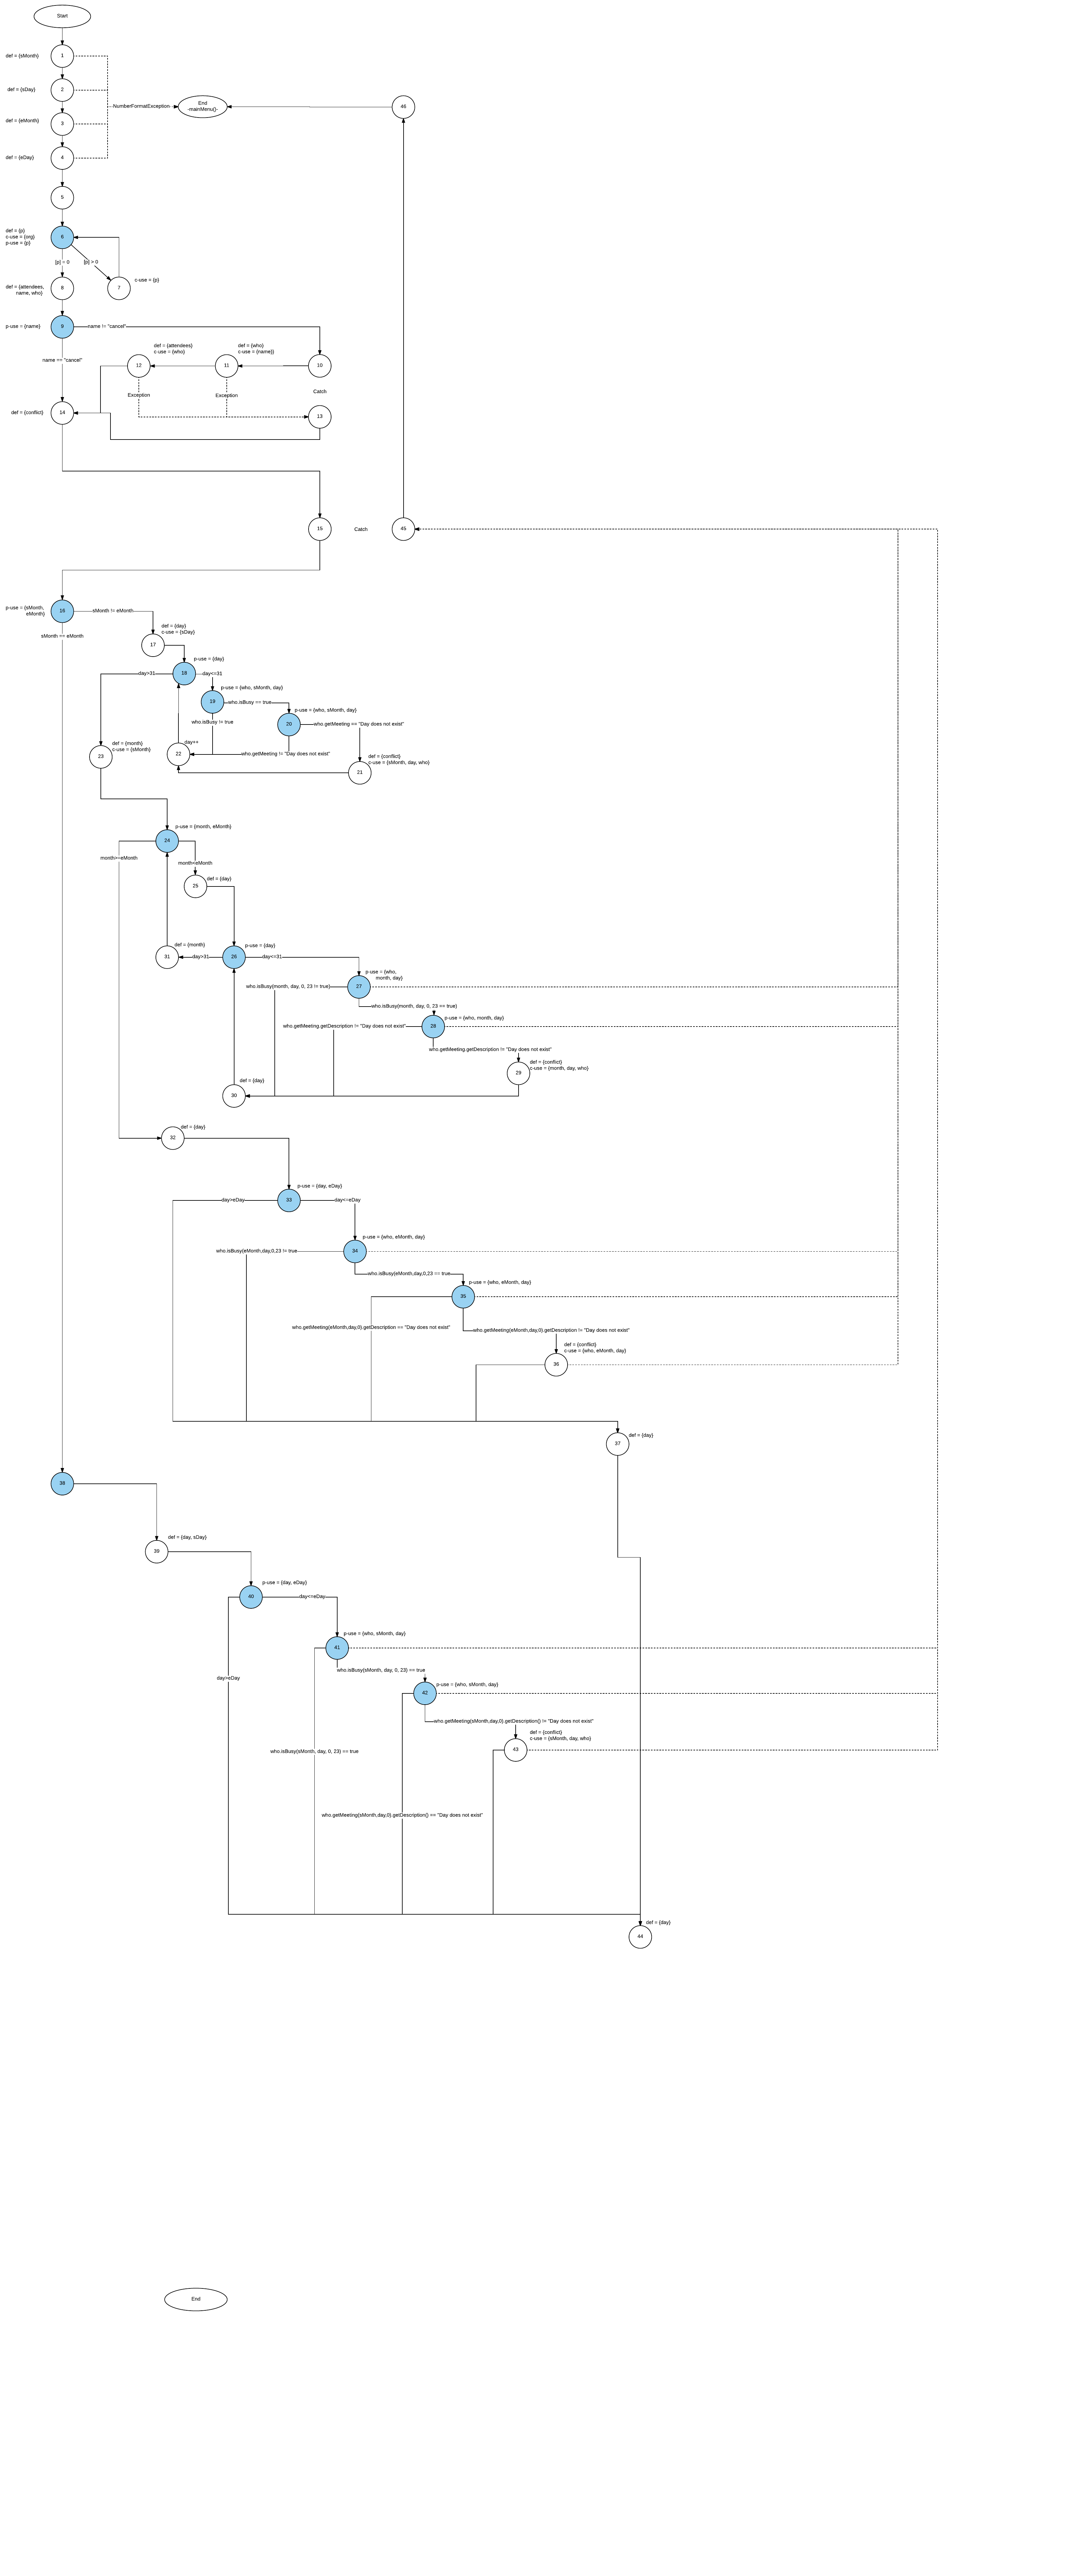 Start
def = {sMonth}
1
def = {sDay}
2
NumberFormatException
End
-mainMenu()-
46
def = {eMonth}
3
def = {eDay}
4
5
def = {p}
c-use = {org}
p-use = {p}
6
|p| = 0
|p| > 0
c-use = {p}
def = {attendees,
name, who}
8
7
p-use = {name}
9
name != "cancel"
name == "cancel"
def = {attendees}
c-use = {who}
def = {who}
c-use = {name}}
12
11
10
Exception
Exception
Catch
def = {conflict}
14
13
15
Catch
45
p-use = {sMonth,
eMonth}
16
sMonth != eMonth
sMonth == eMonth
def = {day}
c-use = {sDay}
17
p-use = {day}
day>31
18
day<=31
p-use = {who, sMonth, day}
19
who.isBusy == true
p-use = {who, sMonth, day}
who.isBusy != true
20
who.getMeeting == "Day does not exist"
def = {month}
c-use = {sMonth}
23
day++
22
who.getMeeting != "Day does not exist"
def = {conflict}
c-use = {sMonth, day, who}
21
p-use = {month, eMonth}
24
month>=eMonth
month<eMonth
def = {day}
25
def = {month}
31
day>31
p-use = {day}
26
day<=31
p-use = {who,
month, day}
who.isBusy(month, day, 0, 23 != true)
27
who.isBusy(month, day, 0, 23 == true)
p-use = {who, month, day}
who.getMeeting.getDescription != "Day does not exist"
28
who.getMeeting.getDescription != "Day does not exist"
def = {conflict}
c-use = {month, day, who}
29
def = {day}
30
def = {day}
32
p-use = {day, eDay}
day>eDay
33
day<=eDay
p-use = {who, eMonth, day}
who.isBusy(eMonth,day,0,23 != true
34
who.isBusy(eMonth,day,0,23 == true
p-use = {who, eMonth, day}
35
who.getMeeting(eMonth,day,0).getDescription == "Day does not exist"
who.getMeeting(eMonth,day,0).getDescription != "Day does not exist"
def = {conflict}
c-use = {who, eMonth, day}
36
def = {day}
37
38
def = {day, sDay}
39
p-use = {day, eDay}
40
day<=eDay
p-use = {who, sMonth, day}
41
who.isBusy(sMonth, day, 0, 23) == true
day>eDay
p-use = {who, sMonth, day}
42
who.getMeeting(sMonth,day,0).getDescription() != "Day does not exist"
def = {confict}
c-use = {sMonth, day, who}
43
who.isBusy(sMonth, day, 0, 23) == true
who.getMeeting(sMonth,day,0).getDescription() == "Day does not exist"
def = {day}
44
End